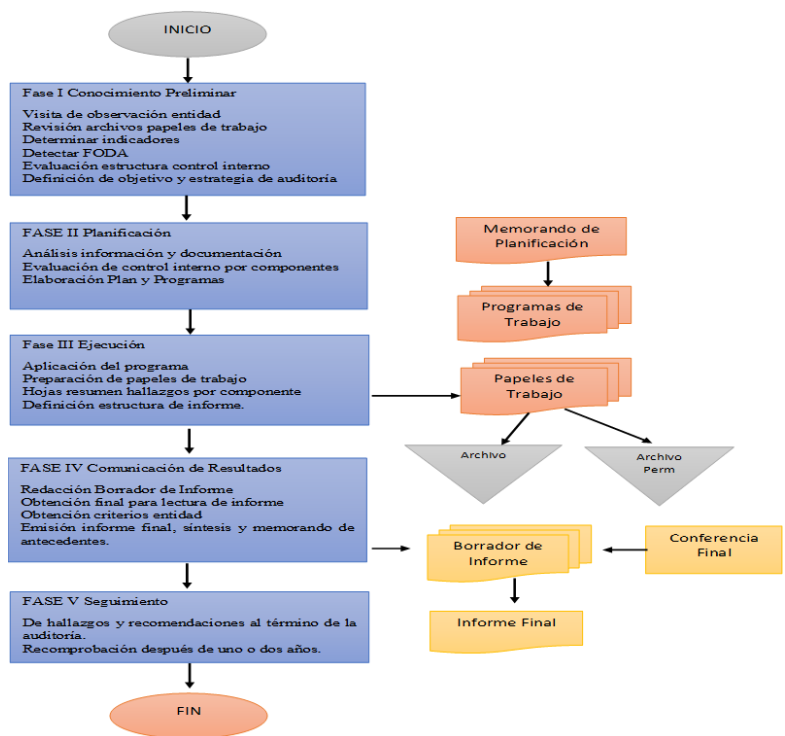 INICIO
Fase I Conocimiento Preliminar
Visita de observación entidad
Revisión archivos papeles de trabajo
Determinar indicadores
Detectar FODA
Evaluación estructura control interno
Definición de objetivo y estrategia de auditoría
FASE II Planificación
Análisis información y documentación
Evaluación de control interno por componentes
Elaboración Plan y Programas
Memorando de
Planificación
Programas de
Trabajo
Fase III Ejecución
Aplicación del programa
Preparación de papeles de trabajo
Hojas resumen hallazgos por componente
Definición estructura de informe.
Papeles de
Trabajo
Archivo
Archivo
Perm
FASE IV Comunicación de Resultados
Redacción Borrador de Informe
Obtención final para lectura de informe
Obtención criterios entidad
Emisión informe final, síntesis y memorando de
antecedentes.
Borrador de
Informe
Conferencia
Final
Informe Final
FASE V Seguimiento
De hallazgos y recomendaciones al término de la
auditoría.
Recomprobación después de uno o dos años.
FIN